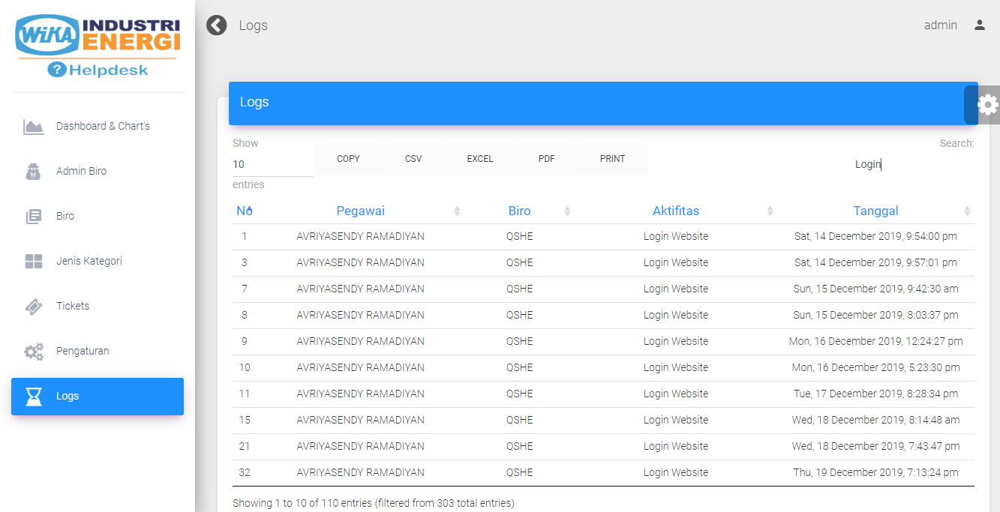 WiKA INDUSTRI ENERGI
? Helpdesk
Dashboard & Chart's
Admin Biro
Biro
Jenis Kategori
Tickets
Pengaturan
Logs
Logs
admin
Logs
Show
10
entries
COPY CSV EXCEL PDF PRINT
Search:
Login
NO Pegawai Biro Aktifitas Tanggal
1 AVRIYASENDY RAMADIYAN QSHE Login Website Sat, 14 December 2019, 9:54:00 pm
3 AVRIYASENDY RAMADIYAN QSHE Login Website Sat, 14 December 2019, 9:57:01 pm
7 AVRIYASENDY RAMADIYAN QSHE Login Website Sun, 15 December 2019, 9:42:30 am
8 AVRIYASENDY RAMADIYAN QSHE Login Website Sun, 15 December 2019, 8:03:37 pm
9 AVRIYASENDY RAMADIYAN QSHE Login Website Mon, 16 December 2019, 12:24:27 pm
10 AVRIYASENDY RAMADIYAN QSHE Login Website Mon, 16 December 2019, 5:23:30 pm
11 AVRIYASENDY RAMADIYAN QSHE Login Website Tue, 17 December 2019, 8:28:34 pm
15 AVRIYASENDY RAMADIYAN QSHE Login Website Wed, 18 December 2019, 8:14:48 am
21 AVRIYASENDY RAMADIYAN QSHE Login Website Wed, 18 December 2019, 7:43:47 pm
32 AVRIYASENDY RAMADIYAN QSHE Login Website Thu, 19 December 2019, 7:13:24 pm
Showing 1 to 10 of 110 entries (filtered from 303 total entries)